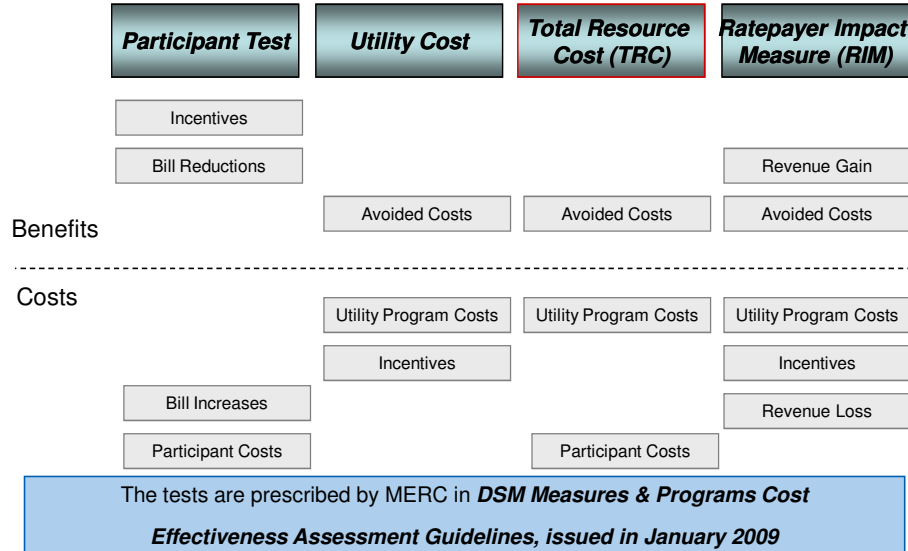 Participant Test
Utility Cost
Total Resource
Cost (TRC)
Ratepayer Impact
Measure (RIM)
Incentives
Bill Reductions
Revenue Gain
Avoided Costs
Avoided Costs
Avoided Costs
Benefits
Costs
Utility Program Costs
Utility Program Costs
Utility Program Costs
Incentives
Incentives
Bill Increases
Revenue Loss
Participant Costs
Participant Costs
The tests are prescribed by MERC in DSM Measures & Programs Cost
Effectiveness Assessment Guidelines, issued in January 2009